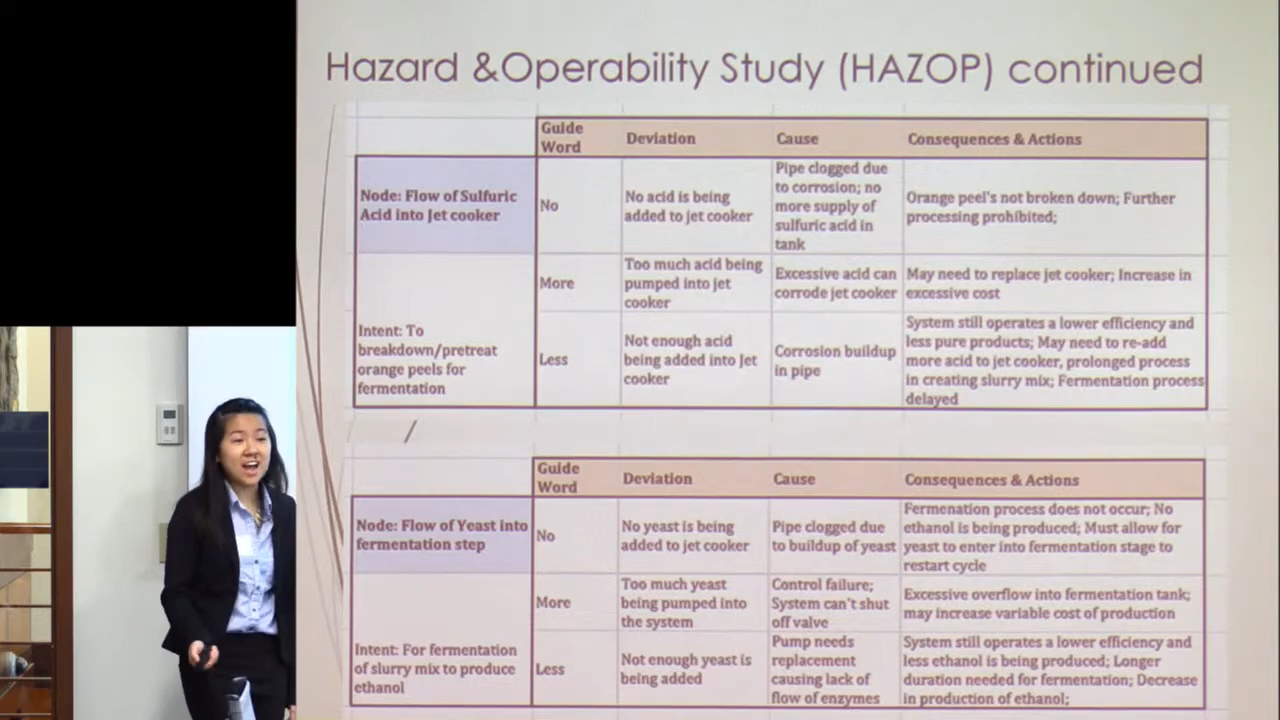 Hazard &Operability Study (HAZOP) continued
Guide
Word
Deviation
Cause
Consequences & Actions
Node: Flow of Sulfuric
Acid into Jet cooker
No
No acid is being
added to jet cooker
Pipe clogged due
to corrosion; no
more supply of
sulfuric acid in
tank
Orange peel's not broken down; Further
processing prohibited;
Intent: To
breakdown/pretreat
orange peels for
fermentation
More
Too much acid being
pumped into jet
cooker
Excessive acid can
corrode jet cooker
May need to replace jet cooker; Increase in
excessive cost
Less
Not enough acid
being added into Jet
cooker
Corrosion buildup
in pipe
System still operates a lower efficiency and
less pure products; May need to re-add
more acid to jet cooker, prolonged process
in creating slurry mix; Fermentation process
delayed
Guide
Word
Deviation
Cause
Consequences & Actions
Node: Flow of Yeast into
fermentation step
No
No yeast is being
added to jet cooker
Pipe clogged due
to buildup of yeast
Fermenation process does not occur; No
ethanol is being produced; Must allow for
yeast to enter into fermentation stage to
restart cycle
Intent: For fermentation
of slurry mix to produce
ethanol
More
Too much yeast
being pumped into
the system
Control failure;
System can't shut
off valve
Excessive overflow into fermentation tank;
may increase variable cost of production
Less
Not enough yeast is
being added
Pump needs
replacement
causing lack of
flow of enzymes
System still operates a lower efficiency and
less ethanol is being produced; Longer
duration needed for fermentation; Decrease
in production of ethanol;